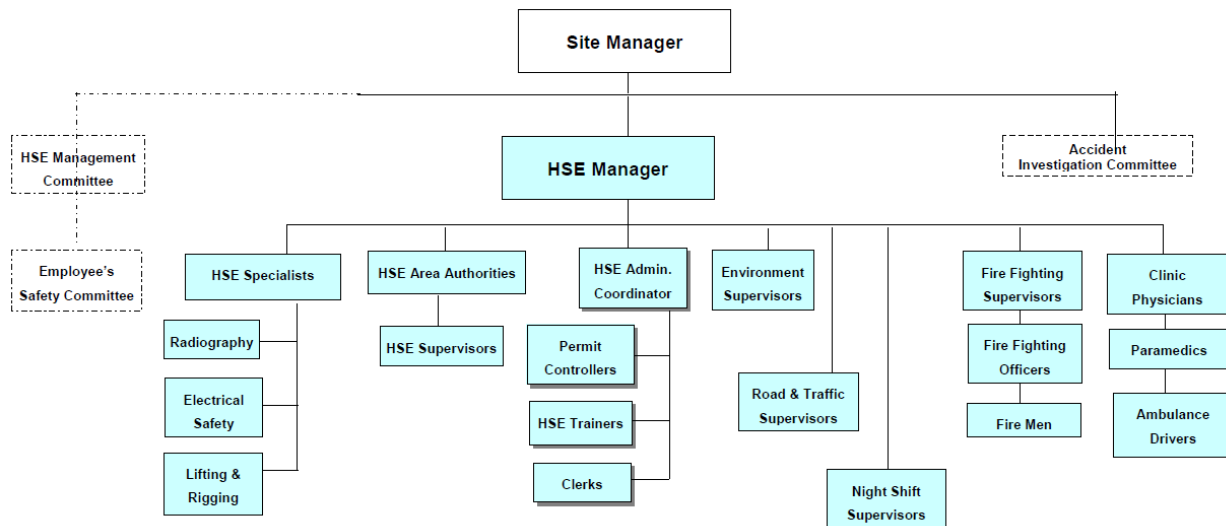 Site Manager
HSE Management
Committee
Accident
Investigation Committee
HSE Manager
Employee's
Safety Committee
HSE Specialists
HSE Area Authorities
HSE Admin.
Coordinator
Environment
Supervisors
Fire Fighting
Supervisors
Clinic
Physicians
Radiography
HSE Supervisors
Permit
Controllers
Fire Fighting
Officers
Paramedics
Electrical
Safety
HSE Trainers
Road & Traffic
Supervisors
Fire Men
Ambulance
Drivers
Lifting &
Rigging
Clerks
Night Shift
Supervisors